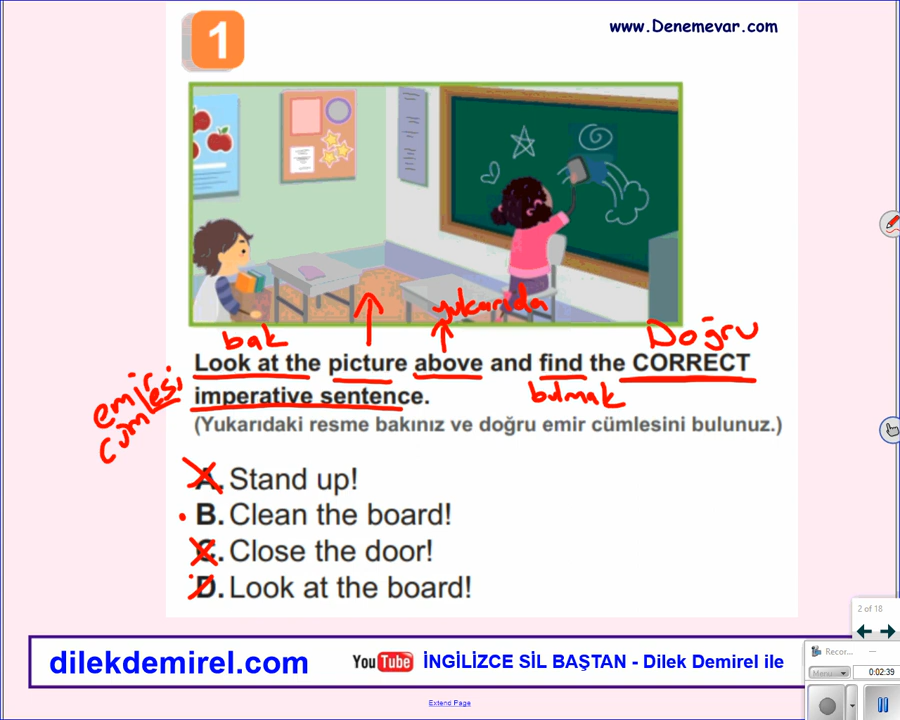 1
www.Denemevar.com
yukarıda
bak
Doğru
Look at the picture above and find the CORRECT
emir cümlesi
imperative sentence.
bulmak
(Yukarıdaki resme bakınız ve doğru emir cümlesini bulunuz.)
A. Stand up!
B. Clean the board!
C. Close the door!
D. Look at the board!
2 of 18
dilekdemirel.com
YouTube İNGİLİZCE SİL BAŞTAN - Dilek Demirel ile
Recor...
Menu
0:02:39
Extend Page